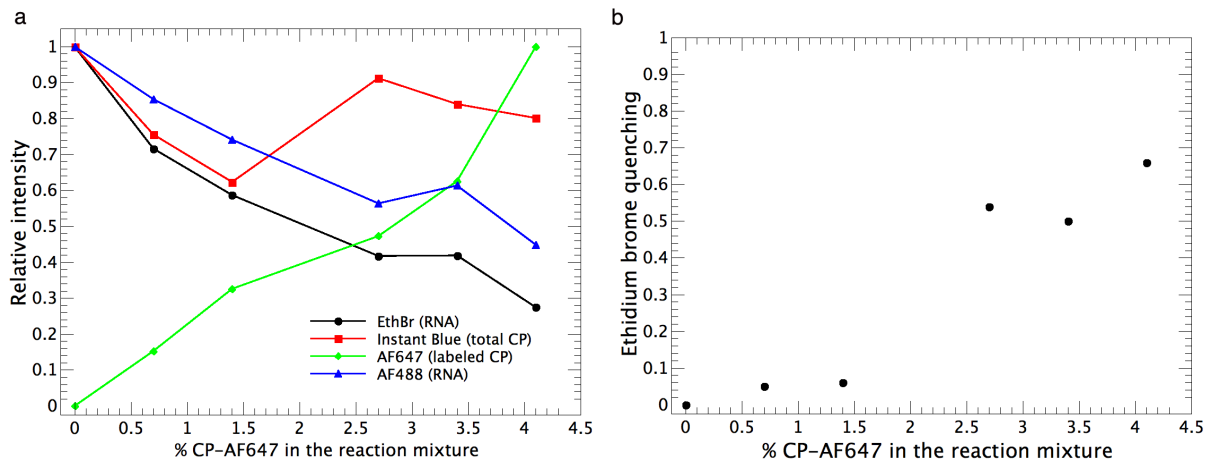 a
1
0.9
0.8
0.7
0.6
0.5
0.4
0.3
0.2
0.1
0
Relative intensity
EthBr (RNA)
Instant Blue (total CP)
AF647 (labeled CP)
AF488 (RNA)
0 0.5 1 1.5 2 2.5 3 3.5 4 4.5
% CP-AF647 in the reaction mixture
b
1
0.9
0.8
0.7
0.6
0.5
0.4
0.3
0.2
0.1
0
Ethidium brome quenching
0 0.5 1 1.5 2 2.5 3 3.5 4 4.5
% CP-AF647 in the reaction mixture